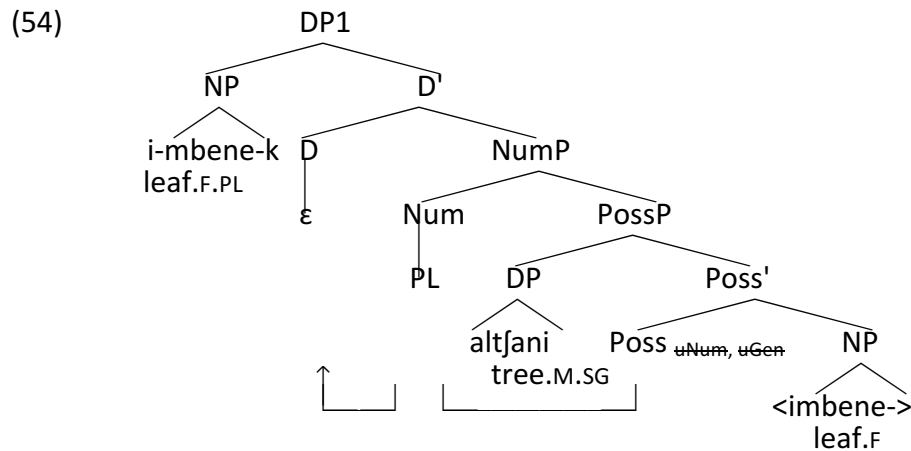 (54) DP1
NP D'
i-mbene-k D NumP
leaf.F.PL
ε Num PossP
PL DP Poss'
altʃani Poss uNum, uGen NP
tree.M.SG
<imbene->
leaf.F